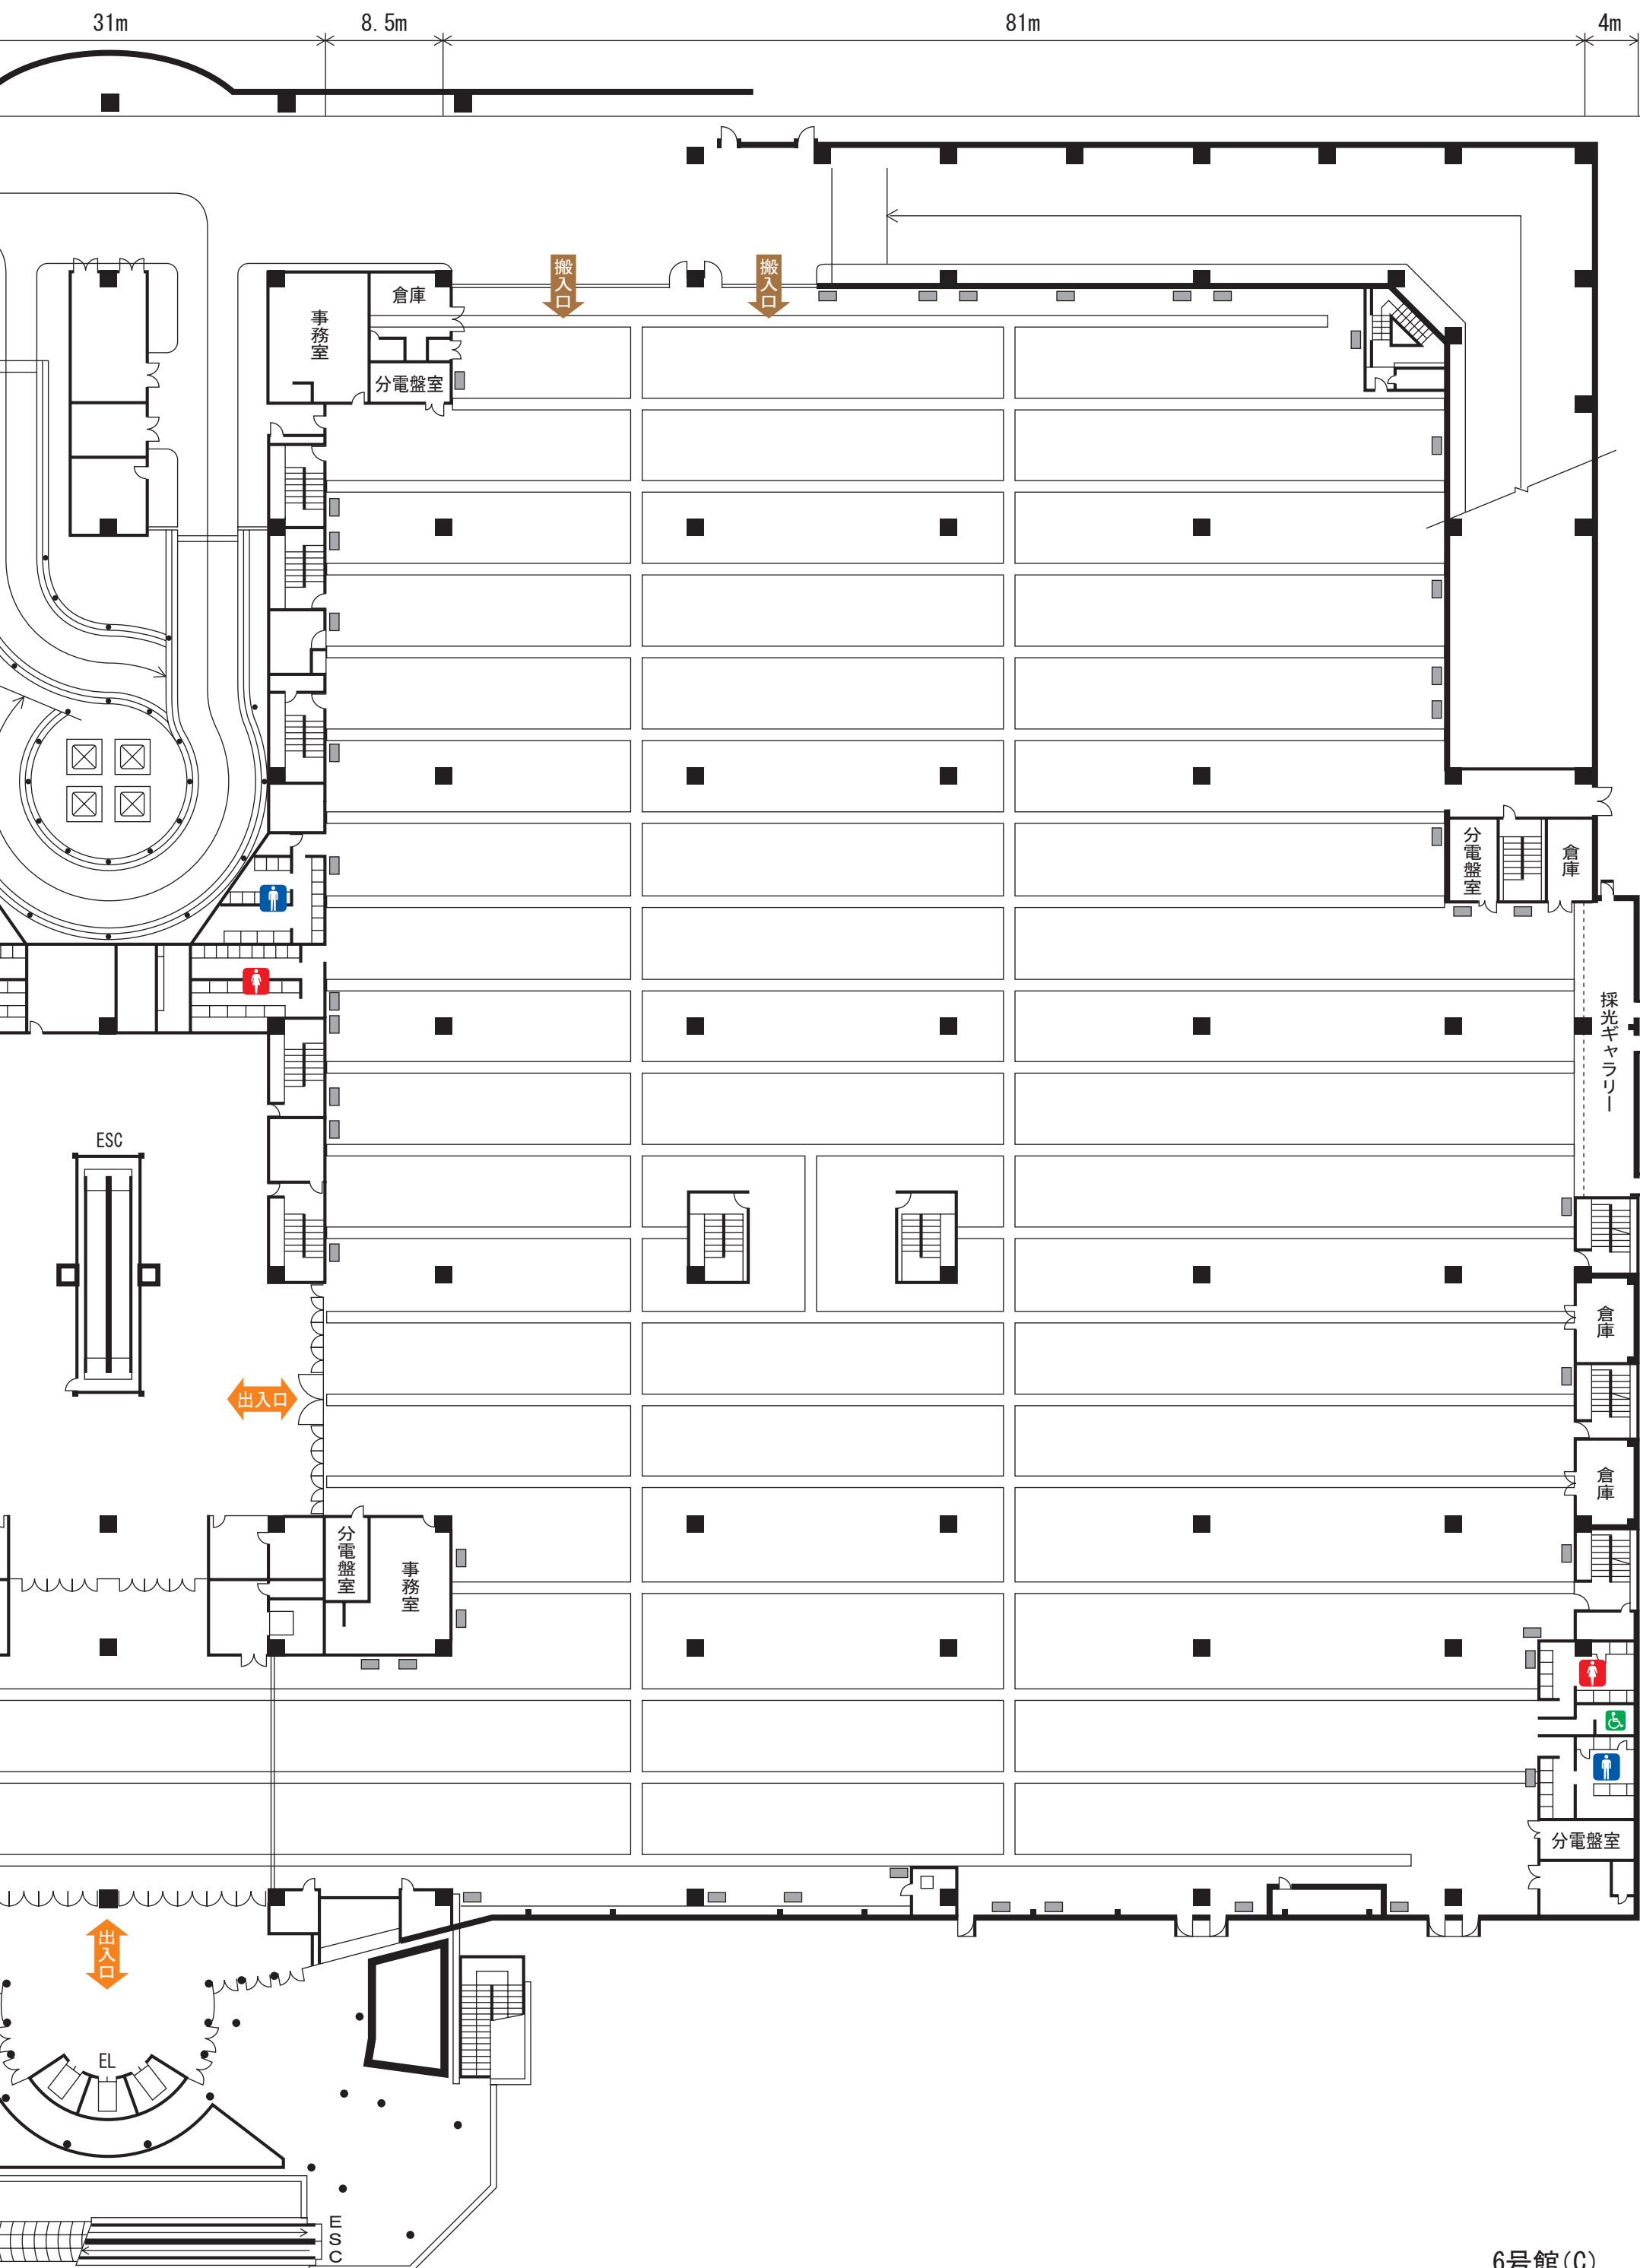 31m
8.5m
81m
4m
搬入口
搬入口
倉庫
事務室
分電盤室
分電盤室
倉庫
採光ギャラリー
ESC
倉庫
出入口
倉庫
分電盤室
事務室
分電盤室
出入口
EL
ESC
6号館(C)